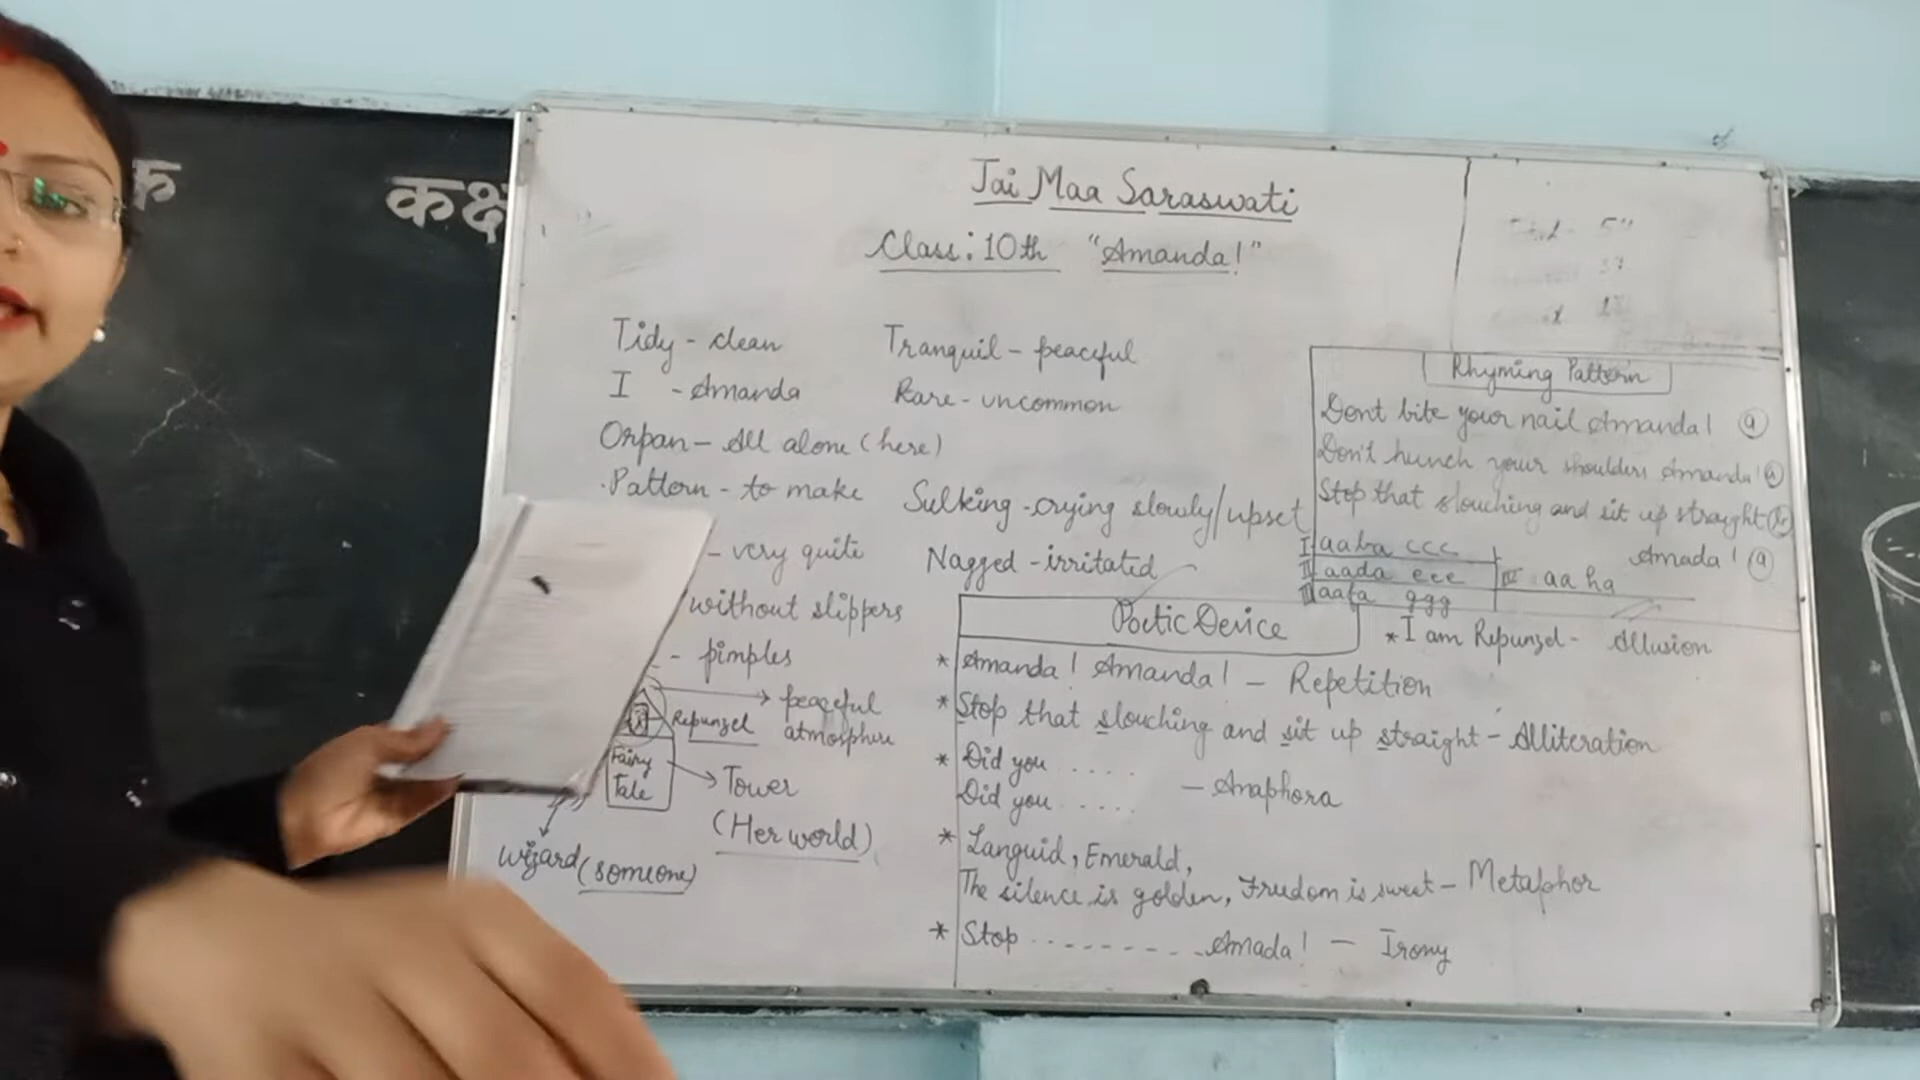 कक्ष
Jai Maa Saraswati
Class: 10th "Amanda!"
Tidy - clean
I - Amanda
Orpan - All alone (here)
Pattern - to make
- very quite
without slippers
- pimples
Tranquil - peaceful
Rare - uncommon
Sulking - crying slowly/upset
Nagged - irritated
→ peaceful
atmosphere
Repunzel
Fairy
Tale
→ Tower
(Her world)
Wizard (someone)
Rhyming Pattern
Don't bite your nail Amanda! (a)
Don't hunch your shoulders Amanda! (a)
Stop that slouching and sit up straight (b)
Amada! (a)
I aaba ccc
II aada eee
III aafa ggg
IV aa ha
Poetic Device
* I am Repunzel - Allusion
* Amanda! Amanda! - Repetition
* Stop that slouching and sit up straight - Alliteration
* Did you ....
Did you ..... - Anaphora
* Languid, Emerald,
The silence is golden, Freedom is sweet - Metaphor
* Stop -------- Amada! - Irony